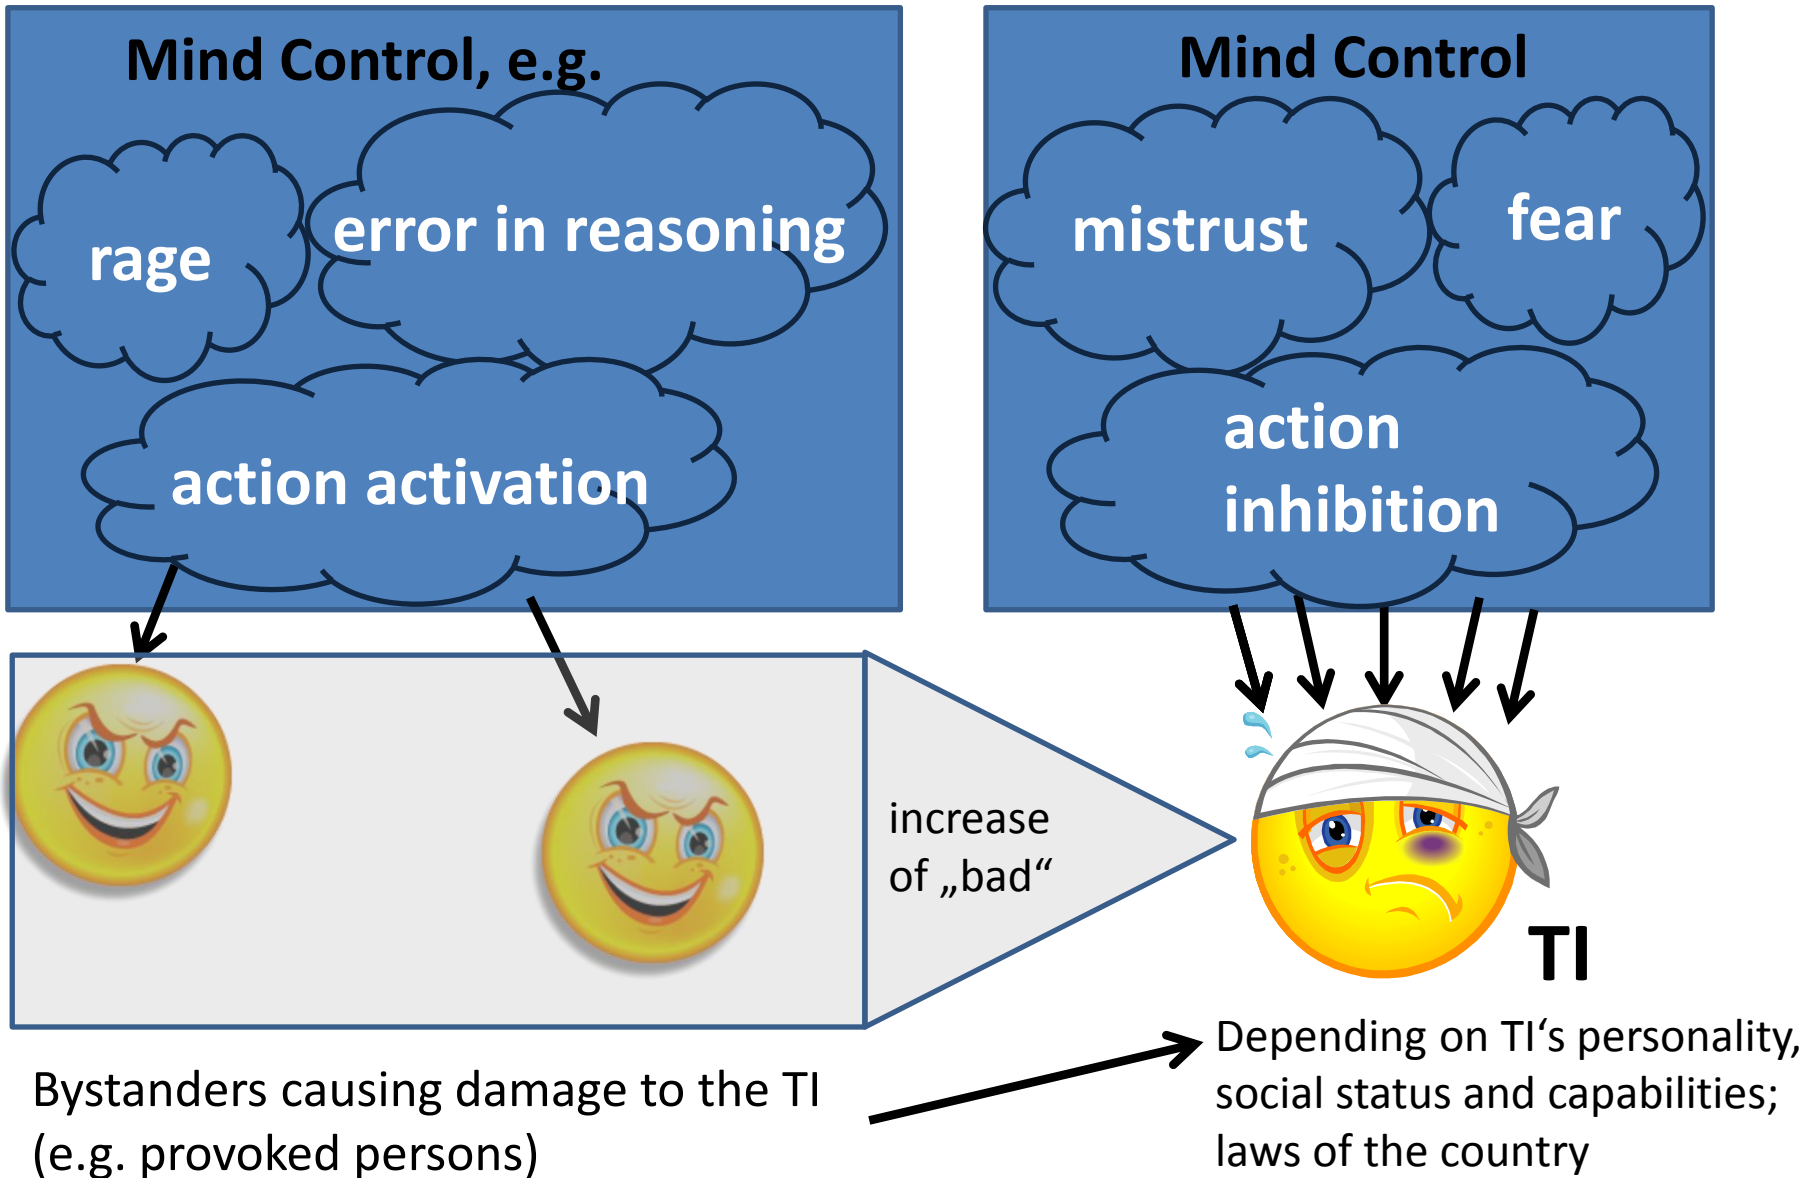 Mind Control, e.g.
rage
error in reasoning
action activation
Mind Control
mistrust
fear
action
inhibition
increase
of „bad“
TI
Bystanders causing damage to the TI
(e.g. provoked persons)
Depending on TI‘s personality,
social status and capabilities;
laws of the country